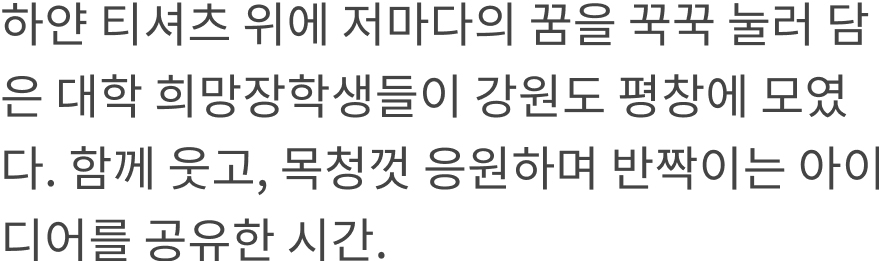 하얀 티셔츠 위에 저마다의 꿈을 꾹꾹 눌러 담
은 대학 희망장학생들이 강원도 평창에 모였
다. 함께 웃고, 목청껏 응원하며 반짝이는 아이
디어를 공유한 시간.